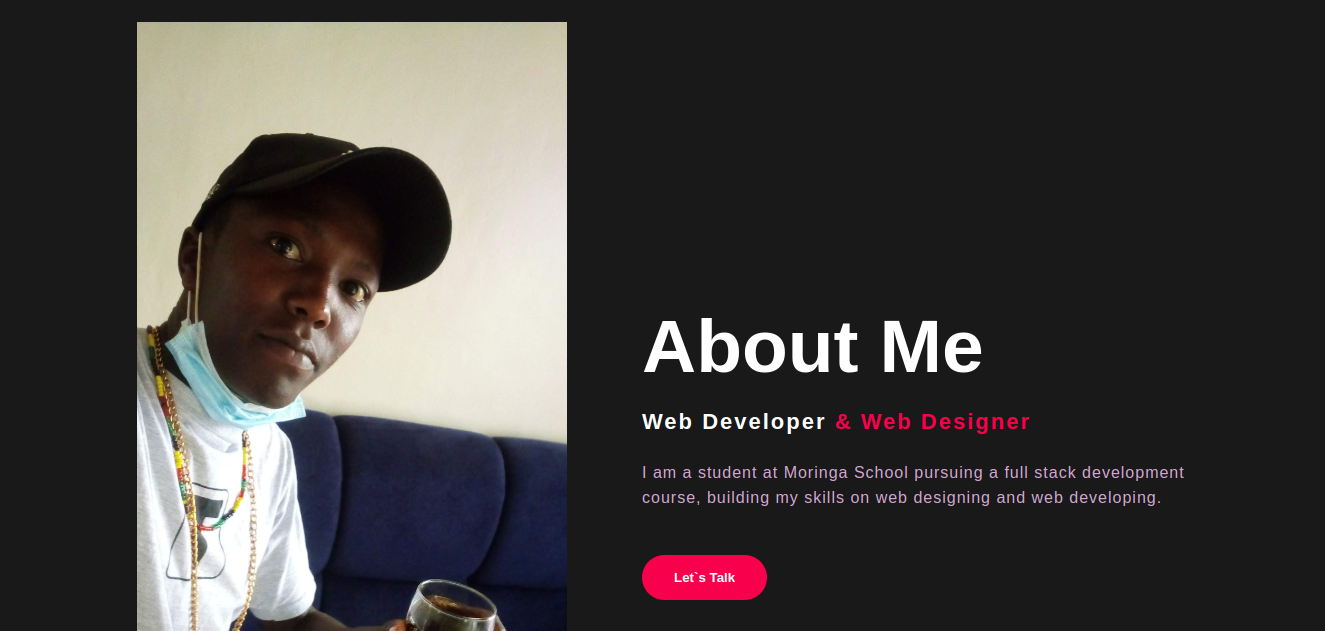 About Me
Web Developer & Web Designer
I am a student at Moringa School pursuing a full stack development
course, building my skills on web designing and web developing.
Let`s Talk